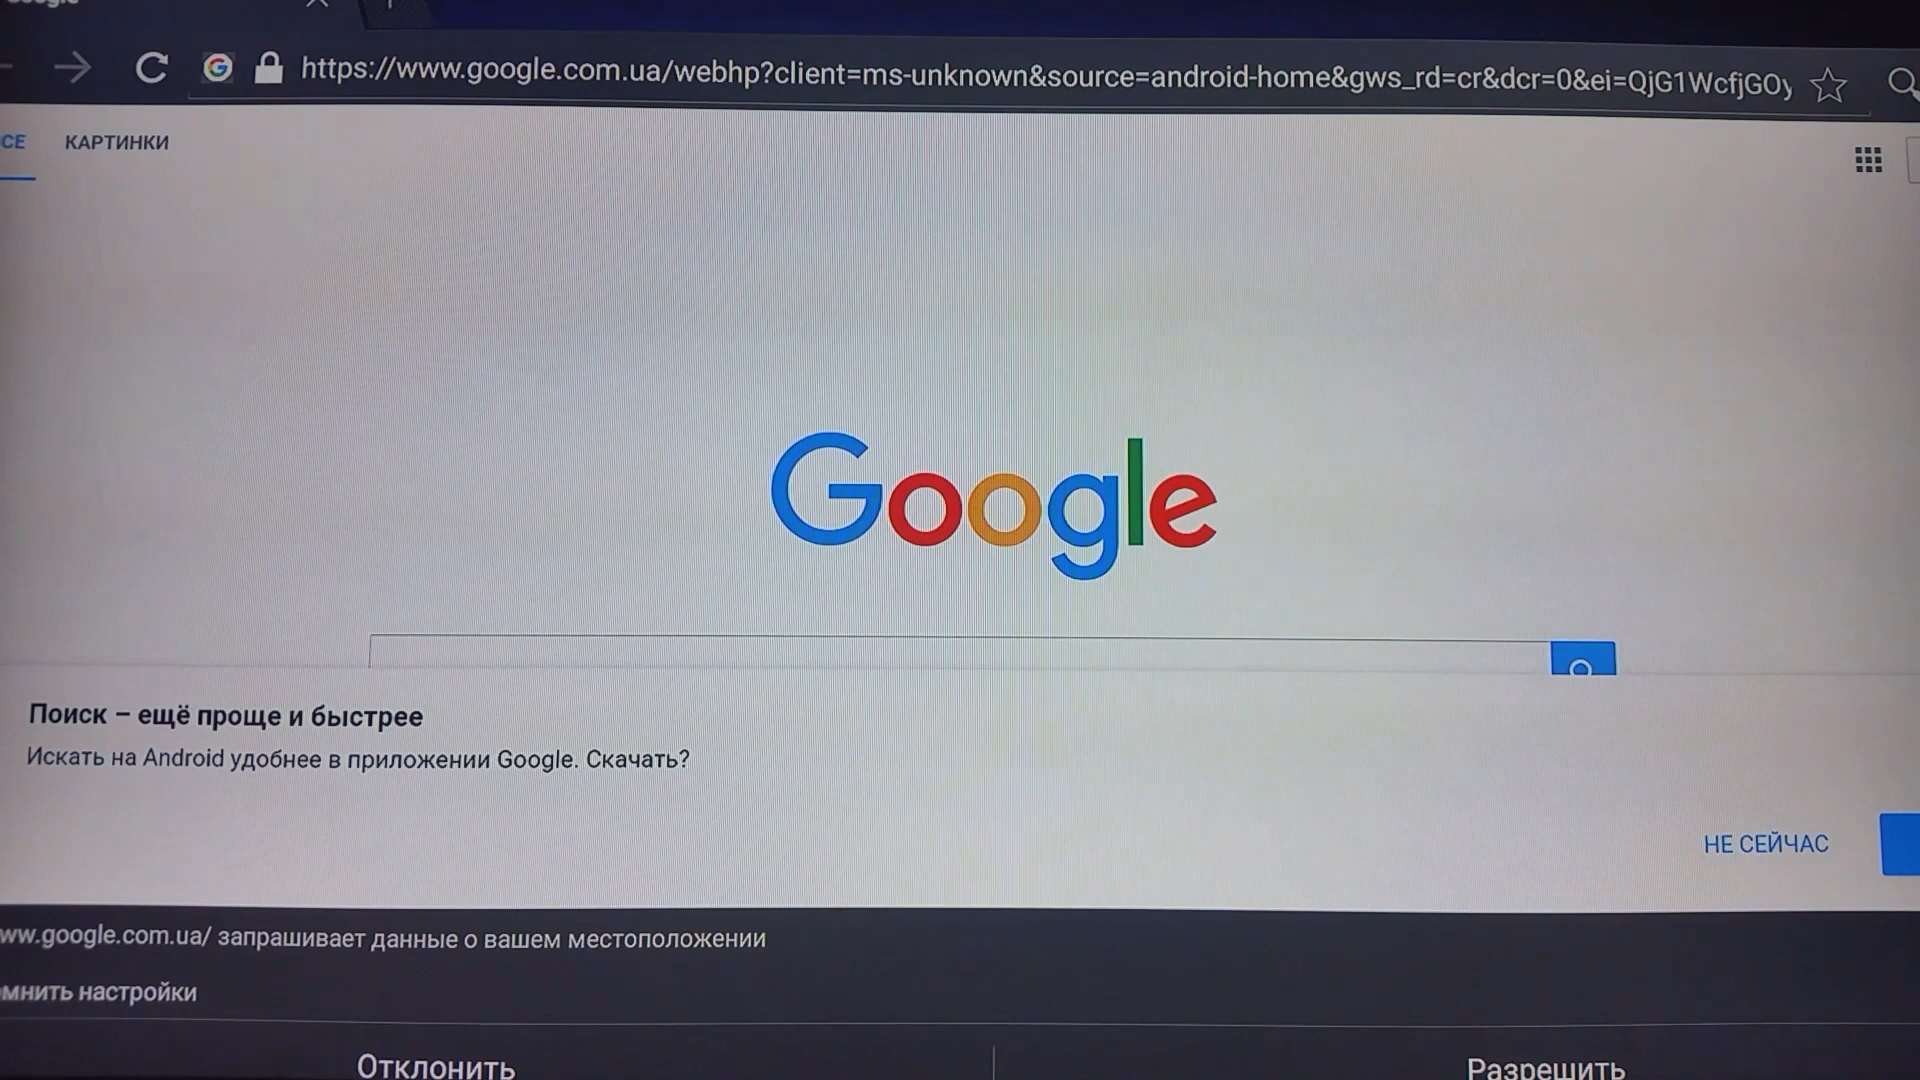 https://www.google.com.ua/webhp?client=ms-unknown&source=android-home&gws_rd=cr&dcr=0&ei=QjG1WcfjGOy
КАРТИНКИ
Google
Поиск – ещё проще и быстрее
Искать на Android удобнее в приложении Google. Скачать?
НЕ СЕЙЧАС
ww.google.com.ua/ запрашивает данные о вашем местоположении
мнить настройки
Отклонить
Разрешить